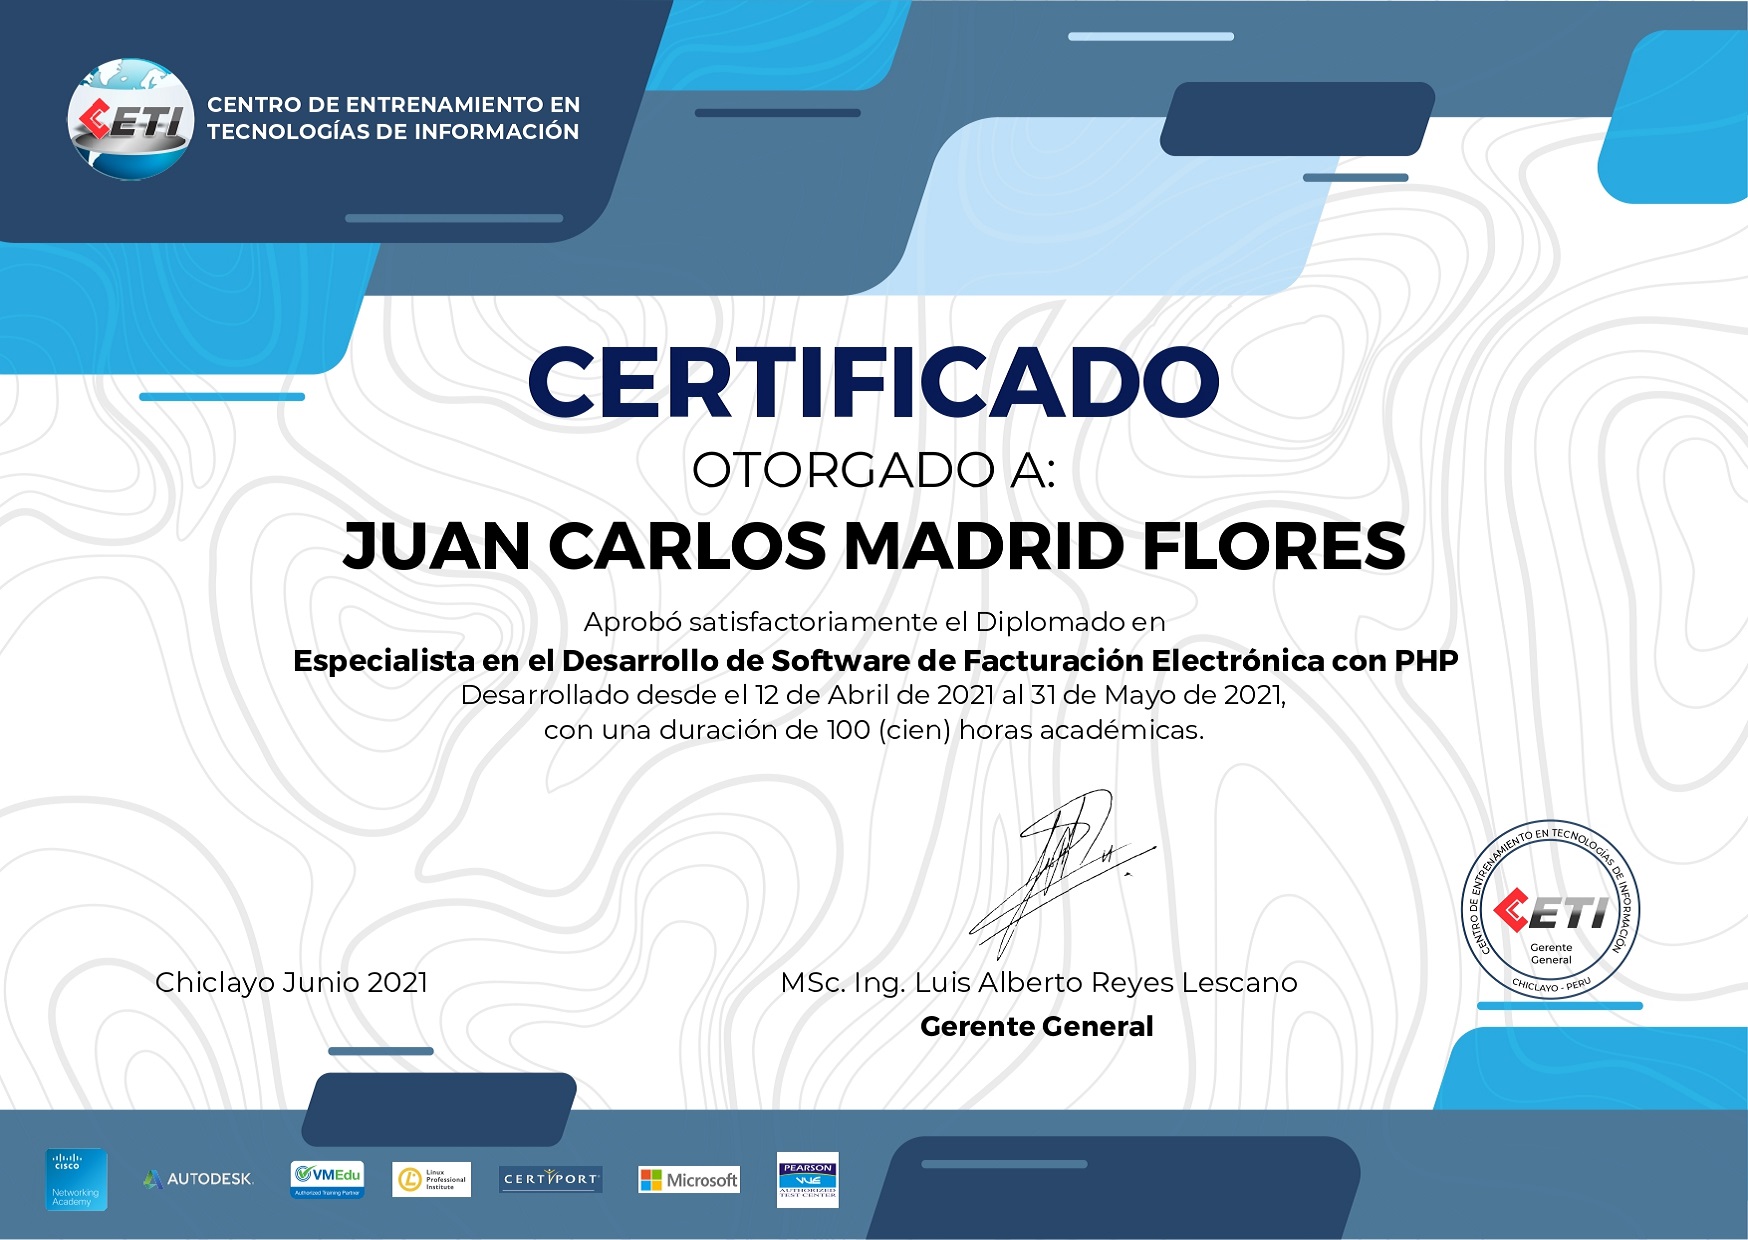 CETI
CENTRO DE ENTRENAMIENTO EN
TECNOLOGÍAS DE INFORMACIÓN
CERTIFICADO
OTORGADO A:
JUAN CARLOS MADRID FLORES
Aprobó satisfactoriamente el Diplomado en
Especialista en el Desarrollo de Software de Facturación Electrónica con PHP
Desarrollado desde el 12 de Abril de 2021 al 31 de Mayo de 2021,
con una duración de 100 (cien) horas académicas.
CENTRO DE ENTRENAMIENTO EN TECNOLOGÍAS DE INFORMACIÓN
CETI
Gerente
General
CHICLAYO - PERU
Chiclayo Junio 2021
MSc. Ing. Luis Alberto Reyes Lescano
Gerente General
CISCO
Networking
Academy
AUTODESK.
VMEdu
Authorized Training Partner
Linux
Professional
Institute
CERTIPORT
Microsoft
PEARSON
VUE
AUTHORIZED
TEST CENTER